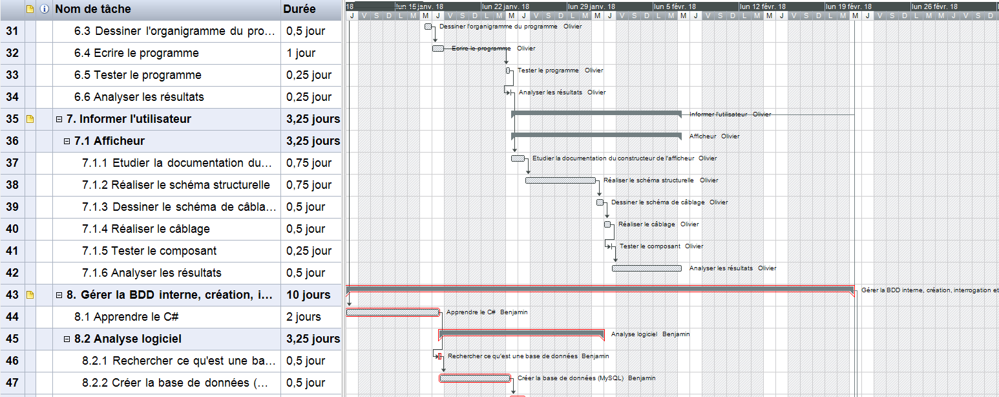 Nom de tâche Durée
18 lun 15 janv. 18 lun 22 janv. 18 lun 29 janv. 18 lun 5 févr. 18 lun 12 févr. 18 lun 19 févr. 18 lun 26 févr. 18
J V S D L M M J V S D L M M J V S D L M M J V S D L M M J V S D L M M J V S D L M M J V S D L M M J V S D
31 6.3 Dessiner l'organigramme du pro... 0,5 jour Dessiner l'organigramme du programme Olivier
32 6.4 Ecrire le programme 1 jour Ecrire le programme Olivier
33 6.5 Tester le programme 0,25 jour Tester le programme Olivier
34 6.6 Analyser les résultats 0,25 jour Analyser les résultats Olivier
35 7. Informer l'utilisateur 3,25 jours Informer l'utilisateur Olivier
36 7.1 Afficheur 3,25 jours Afficheur Olivier
37 7.1.1 Etudier la documentation du... 0,75 jour Etudier la documentation du constructeur de l'afficheur Olivier
38 7.1.2 Réaliser le schéma structurelle 0,75 jour Réaliser le schéma structurelle Olivier
39 7.1.3 Dessiner le schéma de câbla... 0,5 jour Dessiner le schéma de câblage Olivier
40 7.1.4 Réaliser le câblage 0,5 jour Réaliser le câblage Olivier
41 7.1.5 Tester le composant 0,25 jour Tester le composant Olivier
42 7.1.6 Analyser les résultats 0,5 jour Analyser les résultats Olivier
43 8. Gérer la BDD interne, création, i... 10 jours Gérer la BDD interne, création, interrogation et
44 8.1 Apprendre le C# 2 jours Apprendre le C# Benjamin
45 8.2 Analyse logiciel 3,25 jours Analyse logiciel Benjamin
46 8.2.1 Rechercher ce qu'est une ba... 0,5 jour Rechercher ce qu'est une base de données Benjamin
47 8.2.2 Créer la base de données (... 0,5 jour Créer la base de données (MySQL) Benjamin